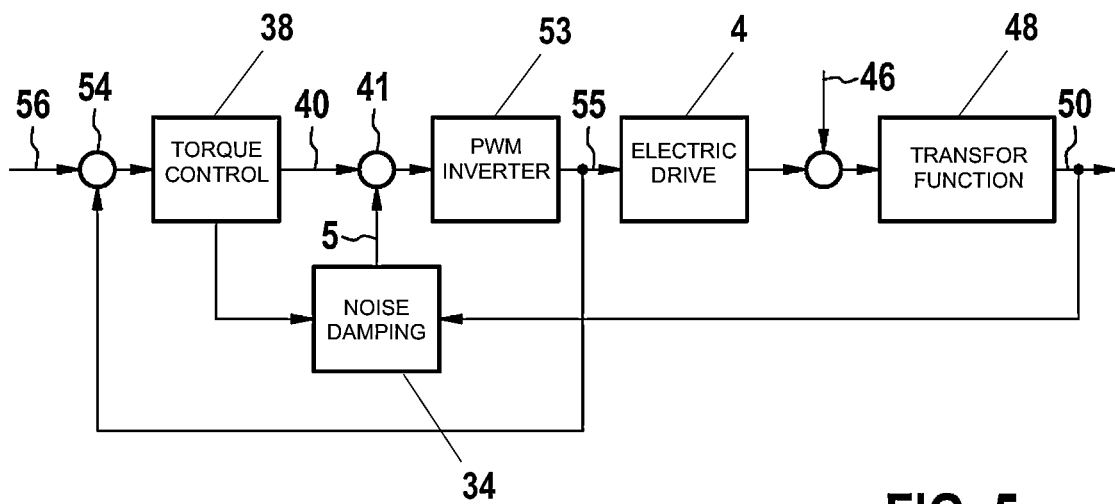 38
53
4
48
56
54
40
41
55
46
50
TORQUE
CONTROL
PWM
INVERTER
ELECTRIC
DRIVE
TRANSFOR
FUNCTION
5
NOISE
DAMPING
34
FIG. 5